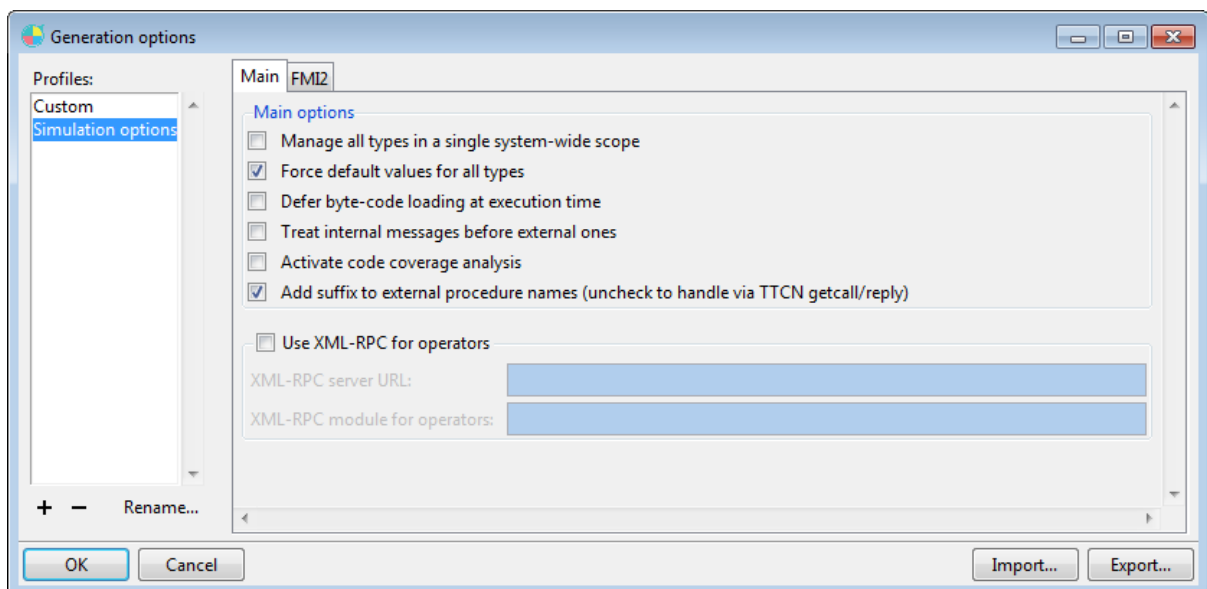 Generation options
Profiles:
Custom
Simulation options
+ − Rename...
Main FMI2
Main options
Manage all types in a single system-wide scope
Force default values for all types
Defer byte-code loading at execution time
Treat internal messages before external ones
Activate code coverage analysis
Add suffix to external procedure names (uncheck to handle via TTCN getcall/reply)
Use XML-RPC for operators
XML-RPC server URL:
XML-RPC module for operators:
OK Cancel Import... Export...